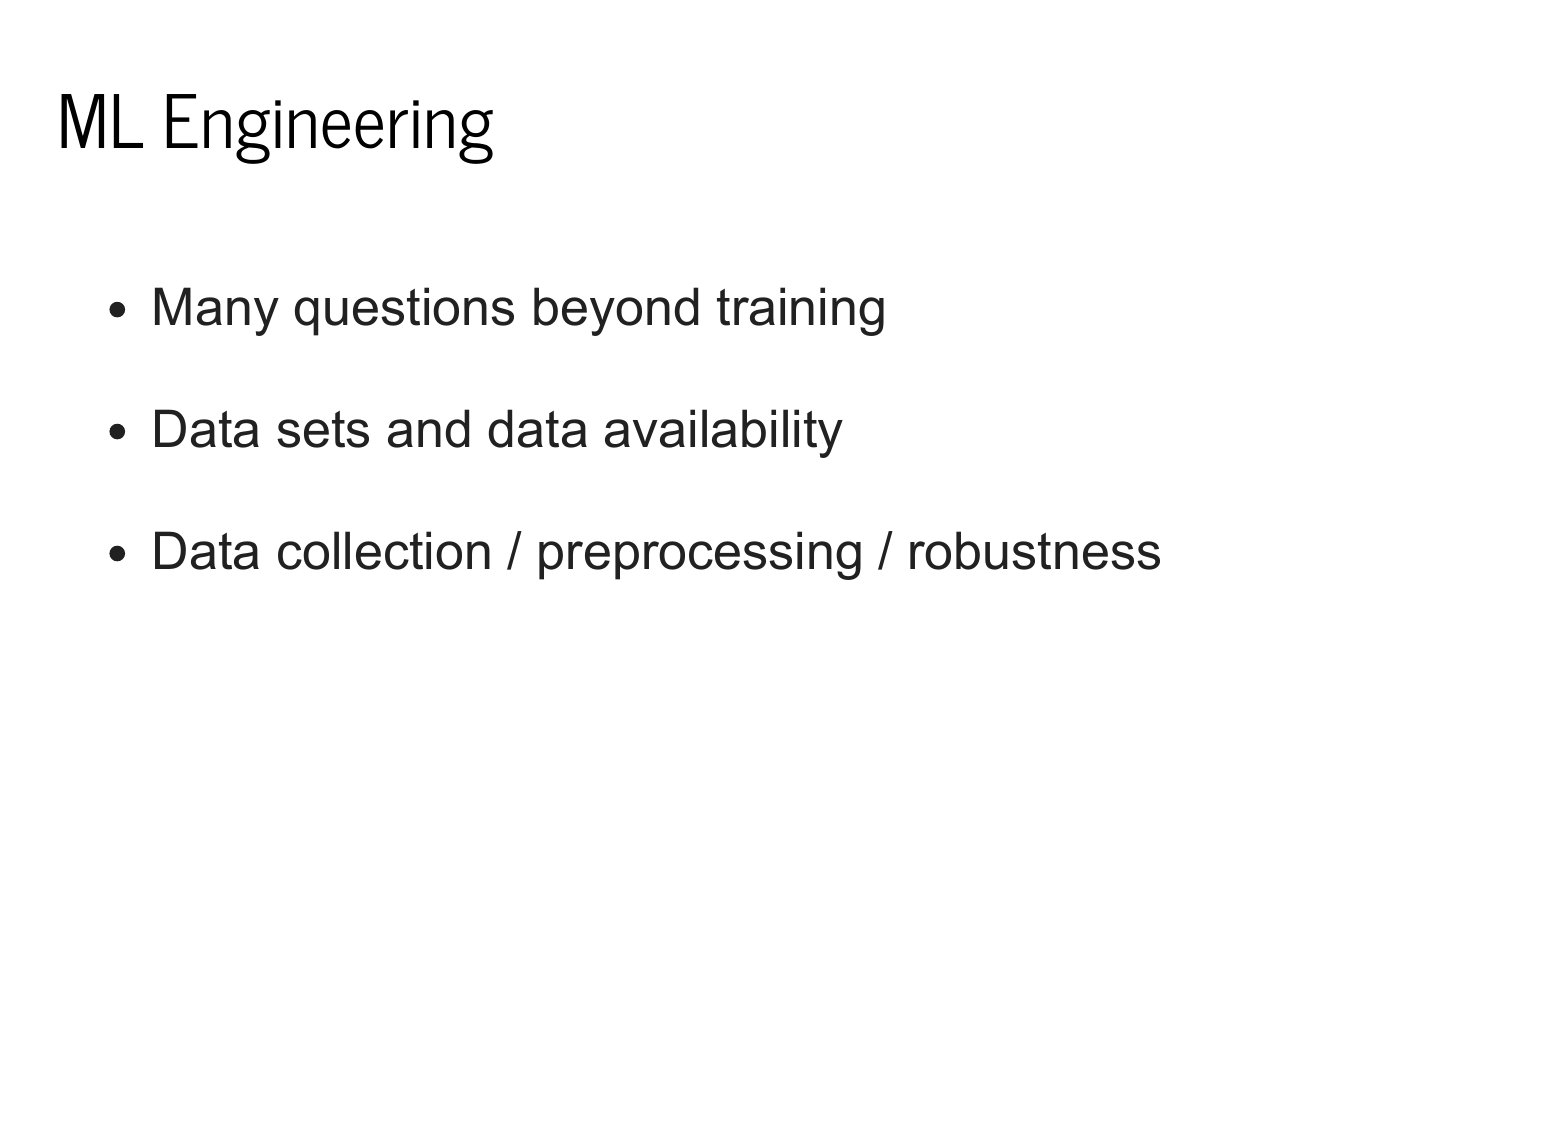 ML Engineering
• Many questions beyond training
• Data sets and data availability
• Data collection / preprocessing / robustness